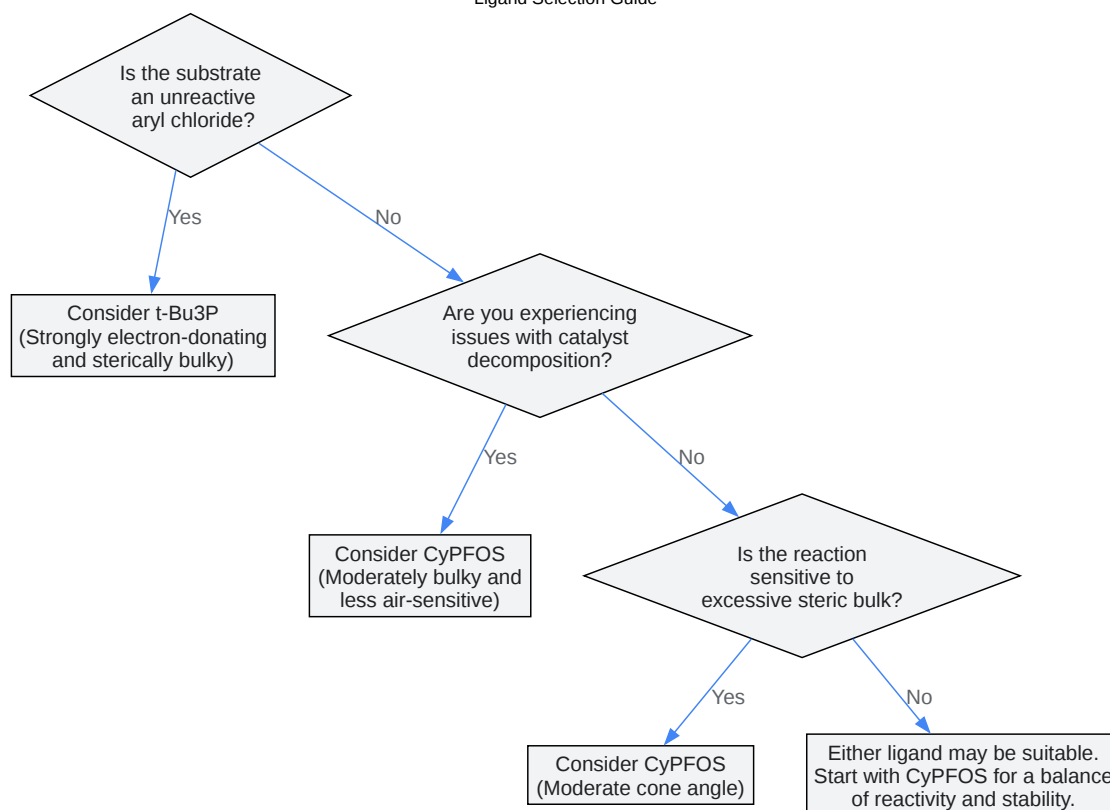 Ligand Selection Guide
Is the substrate
an unreactive
aryl chloride?
Yes
No
Consider t-Bu3P
(Strongly electron-donating
and sterically bulky)
Are you experiencing
issues with catalyst
decomposition?
Yes
No
Consider CyPFOS
(Moderately bulky and
less air-sensitive)
Is the reaction
sensitive to
excessive steric bulk?
Yes
No
Consider CyPFOS
(Moderate cone angle)
Either ligand may be suitable.
Start with CyPFOS for a balance
of reactivity and stability.